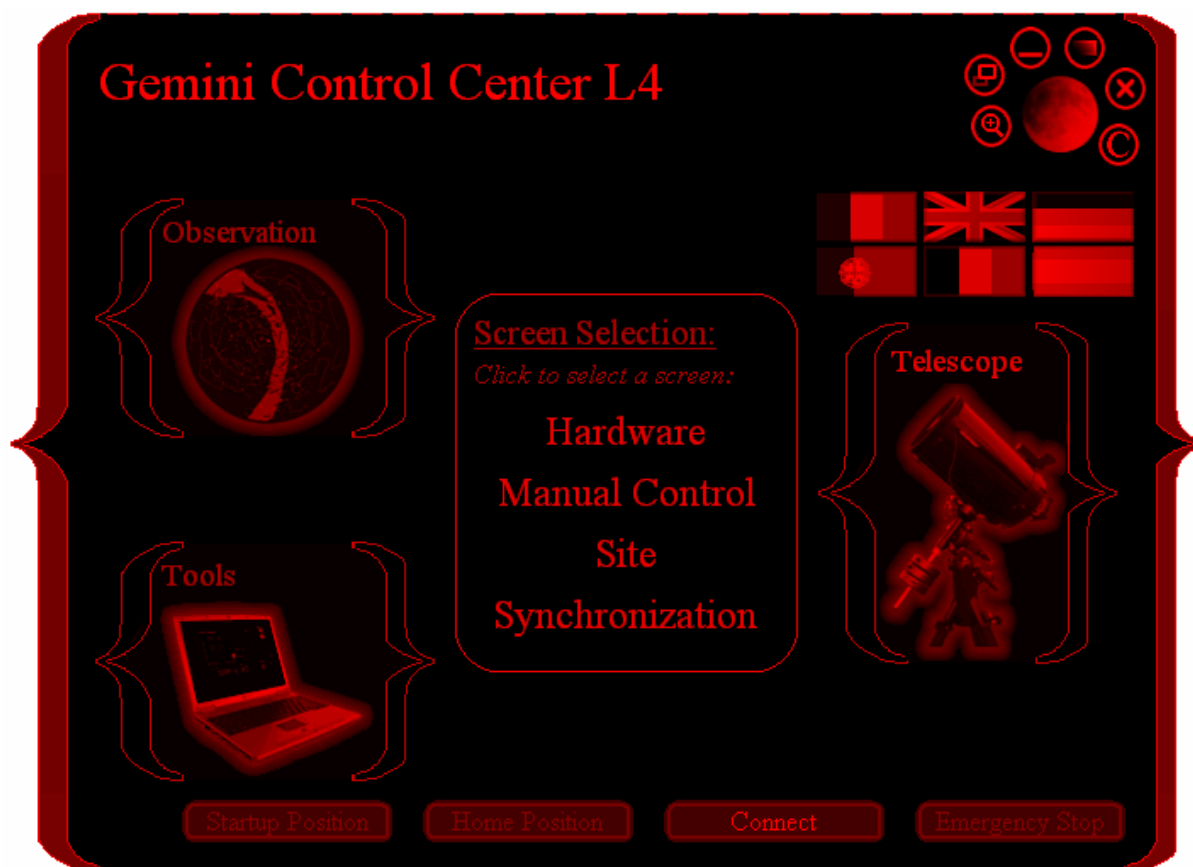 Gemini Control Center L4
Observation
Screen Selection:
Click to select a screen:
Hardware
Manual Control
Site
Synchronization
Telescope
Tools
Startup Position
Home Position
Connect
Emergency Stop